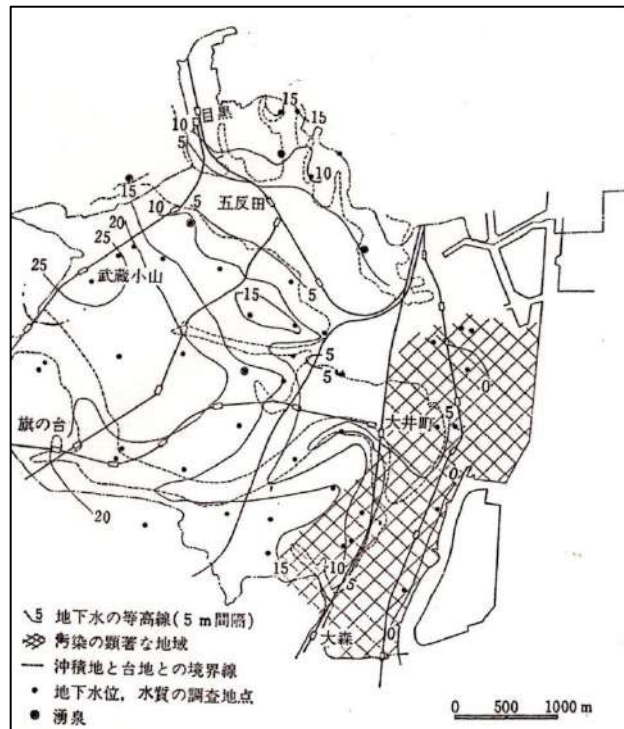 15
15
目黒
10
5
10
15
10
5
五反田
20
25
25
武蔵小山
5
15
0
5
5
大井町
5
旗の台
0
20
15
10
5
大森
0
5 地下水の等高線(5m間隔)
汚染の顕著な地域
沖積地と台地との境界線
地下水位,水質の調査地点
湧泉
0 500 1000m